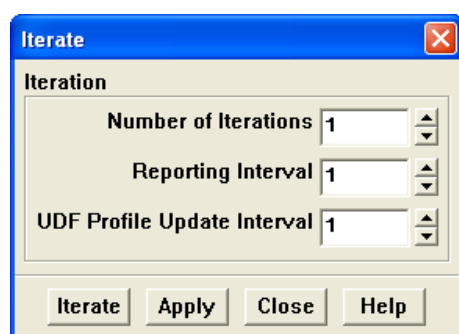 Iterate
Iteration
Number of Iterations 1
Reporting Interval 1
UDF Profile Update Interval 1
Iterate Apply Close Help